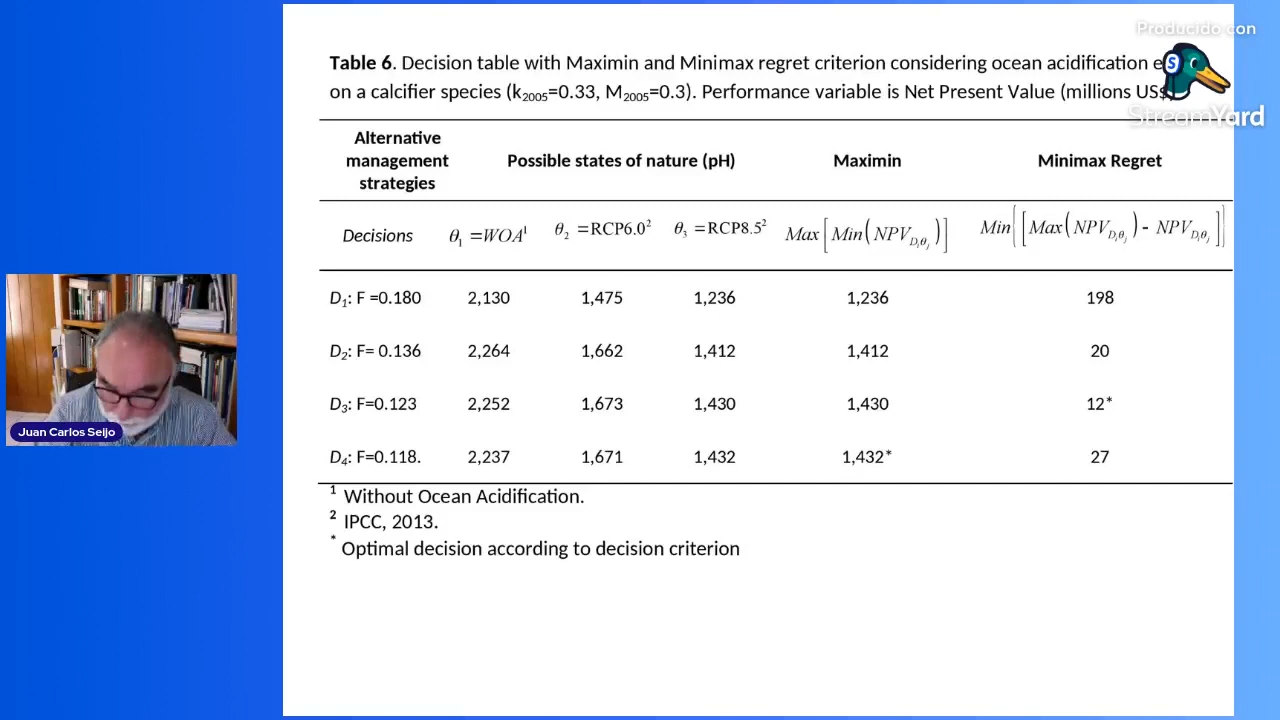 Producido con
StreamYard
Table 6. Decision table with Maximin and Minimax regret criterion considering ocean acidification
on a calcifier species (k2005=0.33, M2005=0.3). Performance variable is Net Present Value (millions US$
Alternative management strategies Possible states of nature (pH) Maximin Minimax Regret
Decisions θ1 =WOA1 θ2 =RCP6.02 θ3 =RCP8.52 Max[Min(NPVDiθj)] Min{[Max(NPVDiθj) - NPVDiθj]}
D1: F =0.180 2,130 1,475 1,236 1,236 198
D2: F= 0.136 2,264 1,662 1,412 1,412 20
D3: F=0.123 2,252 1,673 1,430 1,430 12*
D4: F=0.118. 2,237 1,671 1,432 1,432* 27
1 Without Ocean Acidification.
2 IPCC, 2013.
* Optimal decision according to decision criterion
Juan Carlos Seijo